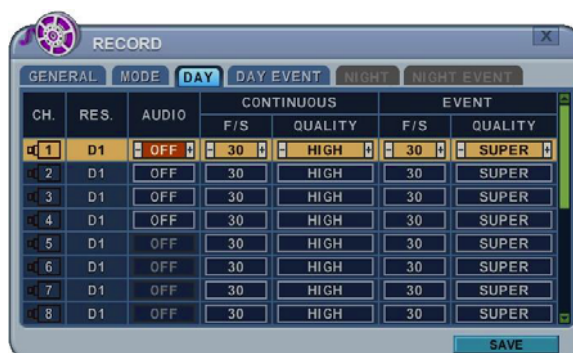 RECORD X
GENERAL MODE DAY DAY EVENT NIGHT NIGHT EVENT
CH. RES. AUDIO CONTINUOUS EVENT
F/S QUALITY F/S QUALITY
1 D1 - OFF + - 30 + - HIGH + - 30 + - SUPER +
2 D1 OFF 30 HIGH 30 SUPER
3 D1 OFF 30 HIGH 30 SUPER
4 D1 OFF 30 HIGH 30 SUPER
5 D1 OFF 30 HIGH 30 SUPER
6 D1 OFF 30 HIGH 30 SUPER
7 D1 OFF 30 HIGH 30 SUPER
8 D1 OFF 30 HIGH 30 SUPER
SAVE